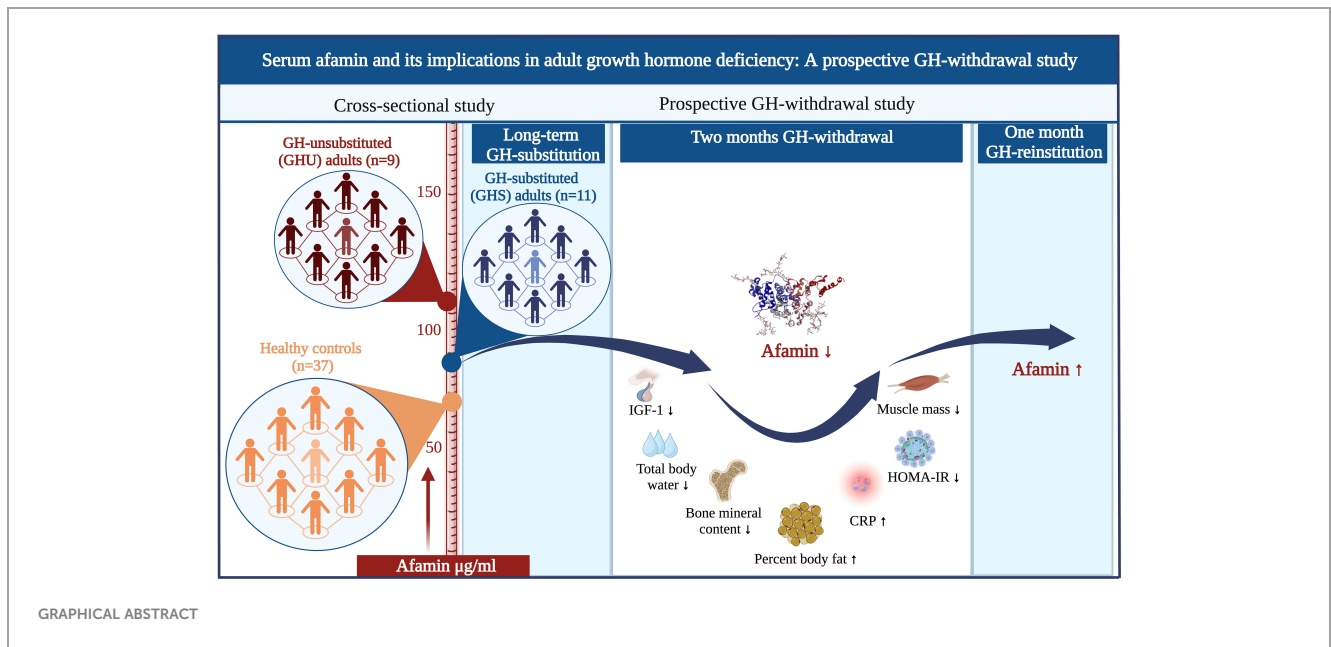 Serum afamin and its implications in adult growth hormone deficiency: A prospective GH-withdrawal study
Cross-sectional study
Prospective GH-withdrawal study
GH-unsubstituted
(GHU) adults (n=9)
Healthy controls
(n=37)
150
100
50
Afamin µg/ml
Long-term
GH-substitution
GH-substituted
(GHS) adults (n=11)
Two months GH-withdrawal
Afamin ↓
IGF-1 ↓
Total body
water ↓
Bone mineral
content ↓
Percent body fat ↑
CRP ↑
HOMA-IR ↓
Muscle mass ↓
One month
GH-reinstitution
Afamin ↑
GRAPHICAL ABSTRACT